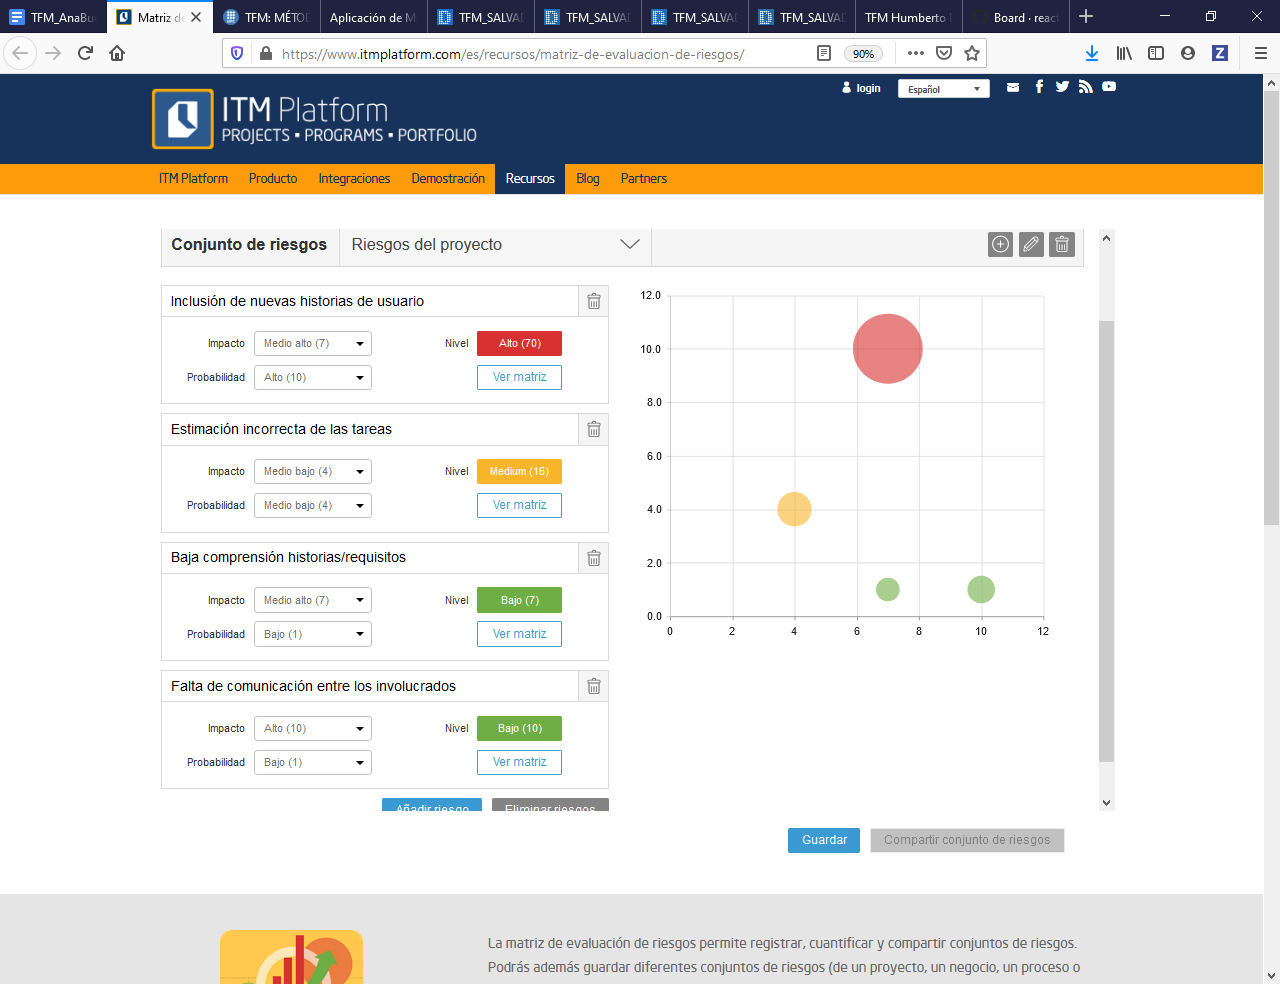 TFM_AnaBu
Matriz de
TFM: MÉTOD
Aplicación de M
TFM_SALVAD
TFM_SALVAD
TFM_SALVAD
TFM_SALVAD
TFM Humberto
Board · reac
https://www.itmplatform.com/es/recursos/matriz-de-evaluacion-de-riesgos/
90%
login
Español
ITM Platform
PROJECTS ▪ PROGRAMS ▪ PORTFOLIO
ITM Platform Producto Integraciones Demostración Recursos Blog Partners
Conjunto de riesgos Riesgos del proyecto
Inclusión de nuevas historias de usuario
Impacto Medio alto (7) Nivel Alto (70)
Probabilidad Alto (10) Ver matriz
Estimación incorrecta de las tareas
Impacto Medio bajo (4) Nivel Medium (16)
Probabilidad Medio bajo (4) Ver matriz
Baja comprensión historias/requisitos
Impacto Medio alto (7) Nivel Bajo (7)
Probabilidad Bajo (1) Ver matriz
Falta de comunicación entre los involucrados
Impacto Alto (10) Nivel Bajo (10)
Probabilidad Bajo (1) Ver matriz
Añadir riesgo Eliminar riesgos
12.0
10.0
8.0
6.0
4.0
2.0
0.0
0 2 4 6 8 10 12
Guardar Compartir conjunto de riesgos
La matriz de evaluación de riesgos permite registrar, cuantificar y compartir conjuntos de riesgos.
Podrás además guardar diferentes conjuntos de riesgos (de un proyecto, un negocio, un proceso o